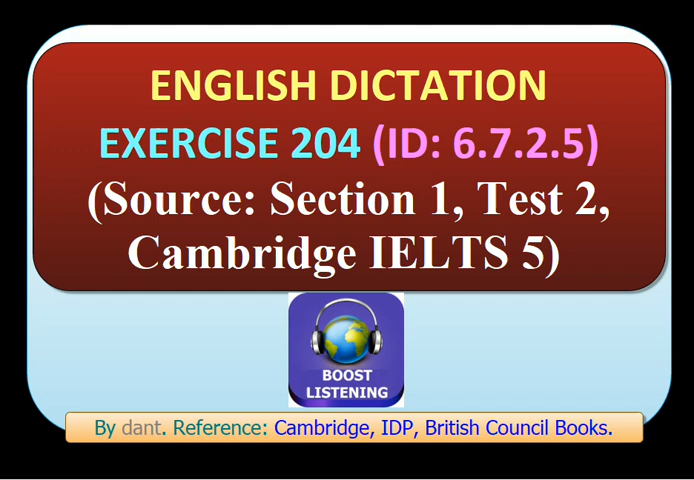 ENGLISH DICTATION
EXERCISE 204 (ID: 6.7.2.5)
(Source: Section 1, Test 2,
Cambridge IELTS 5)
BOOST
LISTENING
By dant. Reference: Cambridge, IDP, British Council Books.